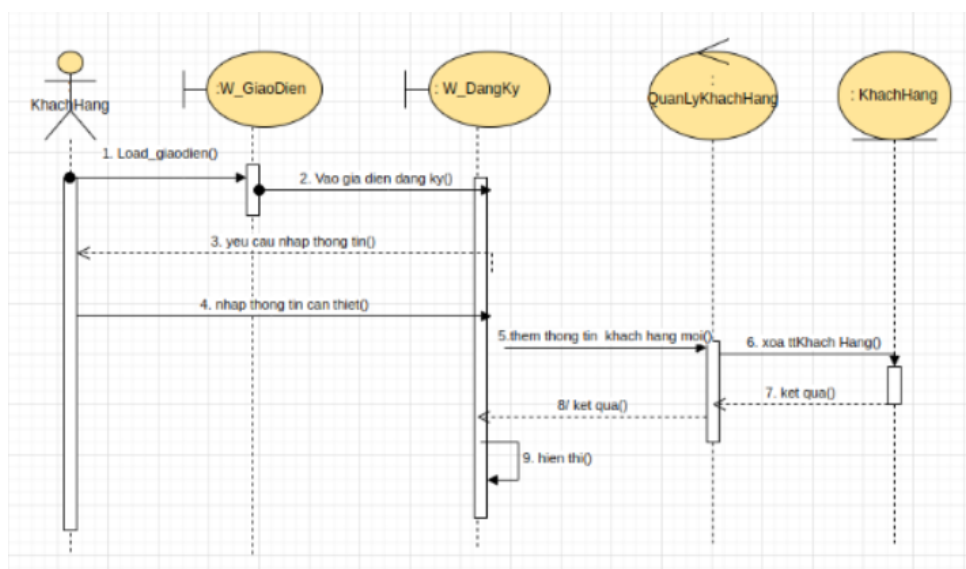 KhachHang
:W_GiaoDien
: W_DangKy
:
QuanLyKhachHang
: KhachHang
1. Load_giaodien()
2. Vao gia dien dang ky()
3. yeu cau nhap thong tin()
4. nhap thong tin can thiet()
5.them thong tin khach hang moi()
6. xoa ttKhach Hang()
7. ket qua()
8/ ket qua()
9. hien thi()